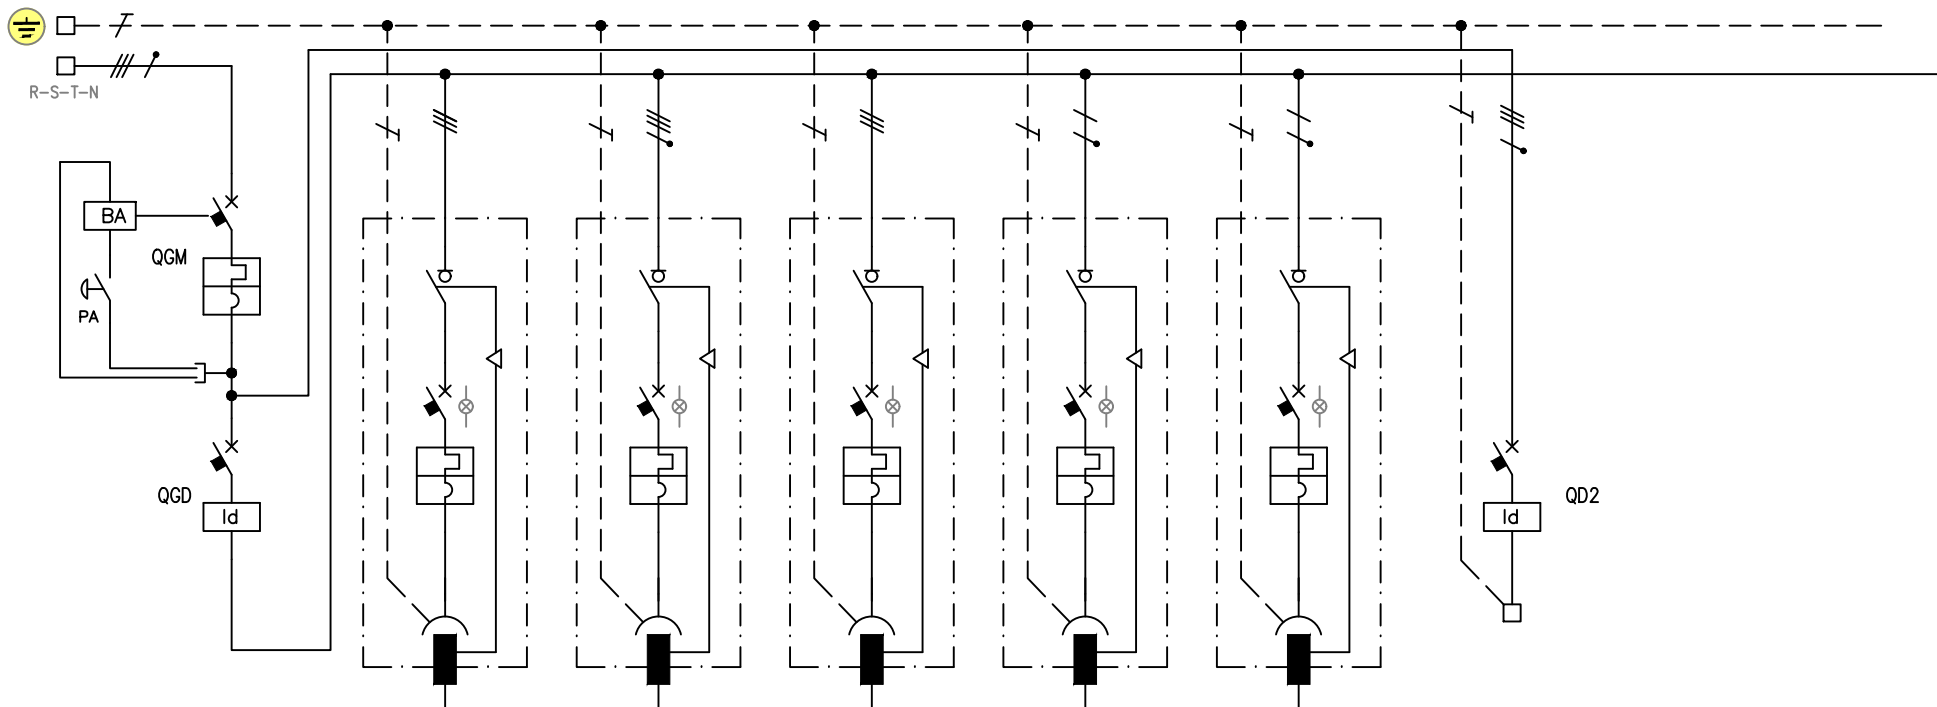 R-S-T-N
BA
QGM
PA
QGD
Id
QD2
Id